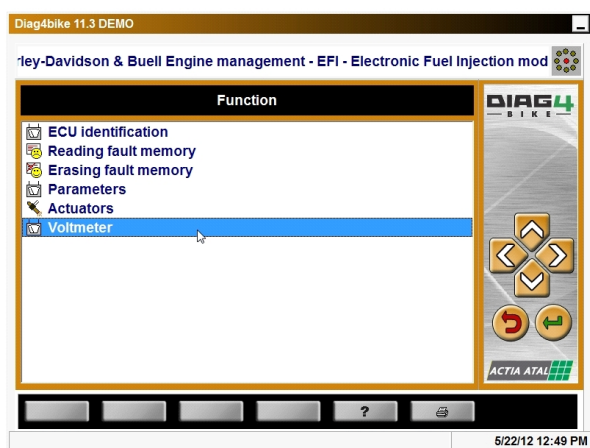 Diag4bike 11.3 DEMO
rley-Davidson & Buell Engine management - EFI - Electronic Fuel Injection mod
Function
DIAG4
BIKE
ECU identification
Reading fault memory
Erasing fault memory
Parameters
Actuators
Voltmeter
ACTIA ATAL
?
5/22/12 12:49 PM